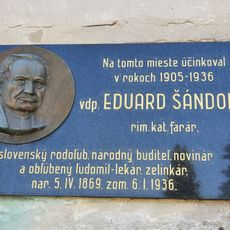 Na tomto mieste účinkoval
v rokoch 1905-1936
vdp. EDUARD ŠÁNDOR
rím. kat. farár.
slovenský rodoľub, národný buditeľ, novinár
a obľúbený ľudomil-lekár, zelinkár.
nar. 5. IV. 1869. zom. 6. I. 1936.